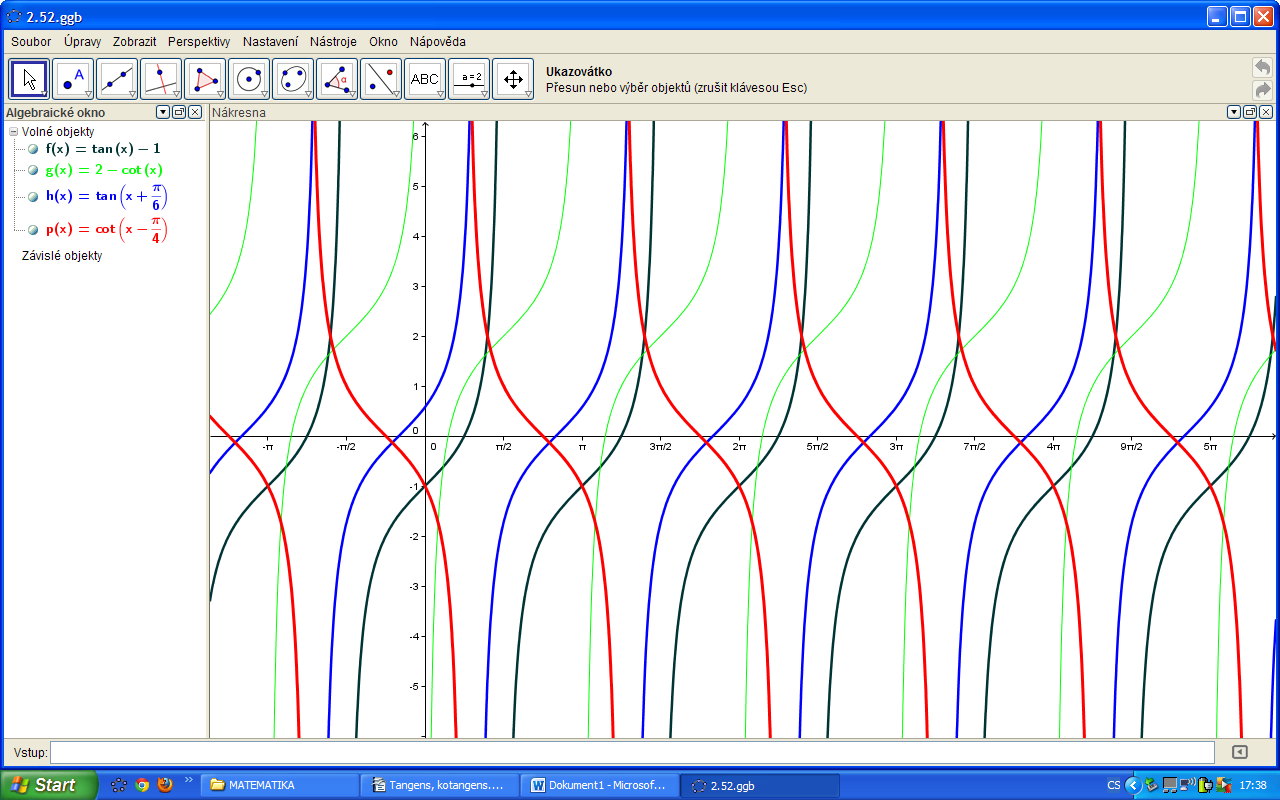 2.52.ggb
Soubor Úpravy Zobrazit Perspektivy Nastavení Nástroje Okno Nápověda
A α ABC a = 2
Ukazovátko
Přesun nebo výběr objektů (zrušit klávesou Esc)
Algebraické okno
Nákresna
Volné objekty
f(x) = tan (x) − 1
g(x) = 2 − cot (x)
h(x) = tan (x + π/6)
p(x) = cot (x − π/4)
Závislé objekty
6
5
4
3
2
1
0
-π -π/2 0 π/2 π 3π/2 2π 5π/2 3π 7π/2 4π 9π/2 5π
-1
-2
-3
-4
-5
Vstup:
Start » MATEMATIKA Tangens, kotangens.... Dokument1 - Microsof... 2.52.ggb CS 17:38